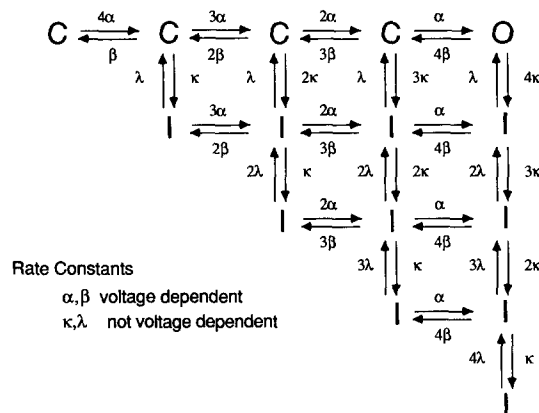 4α 3α 2α α
C C C C O
β 2β 3β 4β
λ κ λ 2κ λ 3κ λ 4κ
3α 2α α
I I I I
2β 3β 4β
2λ κ 2λ 2κ 2λ 3κ
2α α
I I I
3β 4β
3λ κ 3λ 2κ
Rate Constants
α,β voltage dependent
κ,λ not voltage dependent
α
I I
4β
4λ κ
I